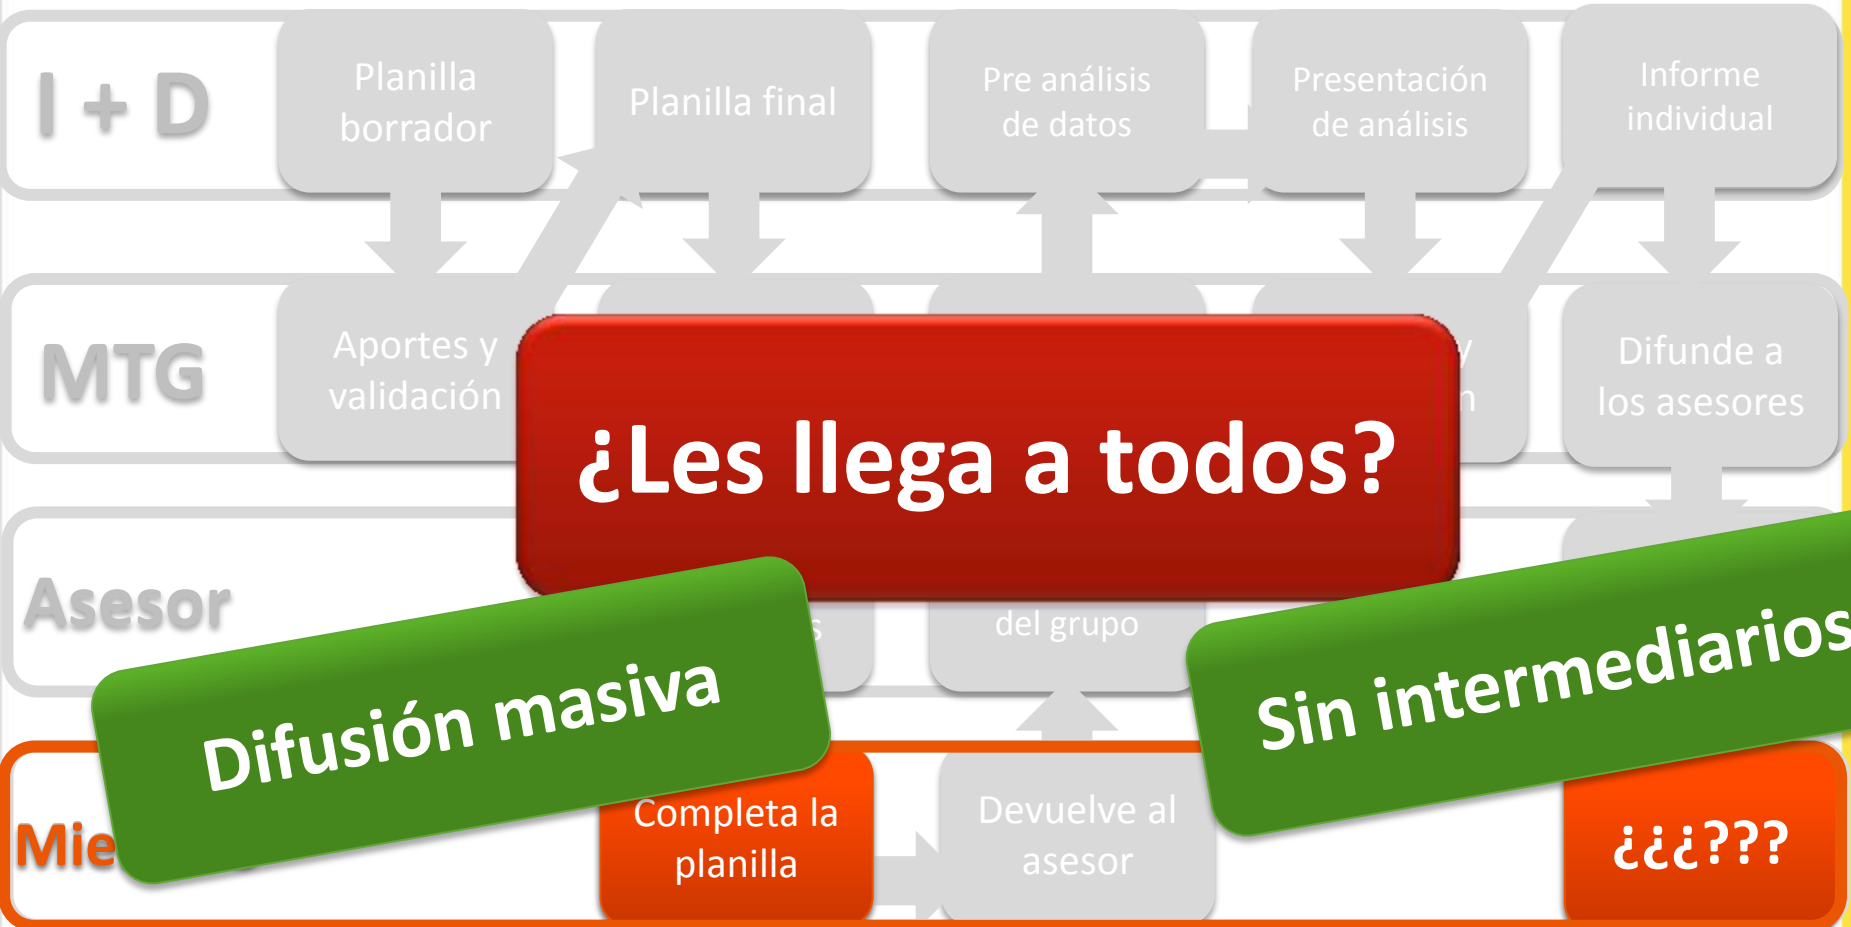 I + D
Planilla
borrador
Planilla final
Pre análisis
de datos
Presentación
de análisis
Informe
individual
MTG
Aportes y
validación
y
n
Difunde a
los asesores
¿Les llega a todos?
Asesor
s
del grupo
Difusión masiva
Sin intermediarios
Mie
Completa la
planilla
Devuelve al
asesor
¿¿¿???